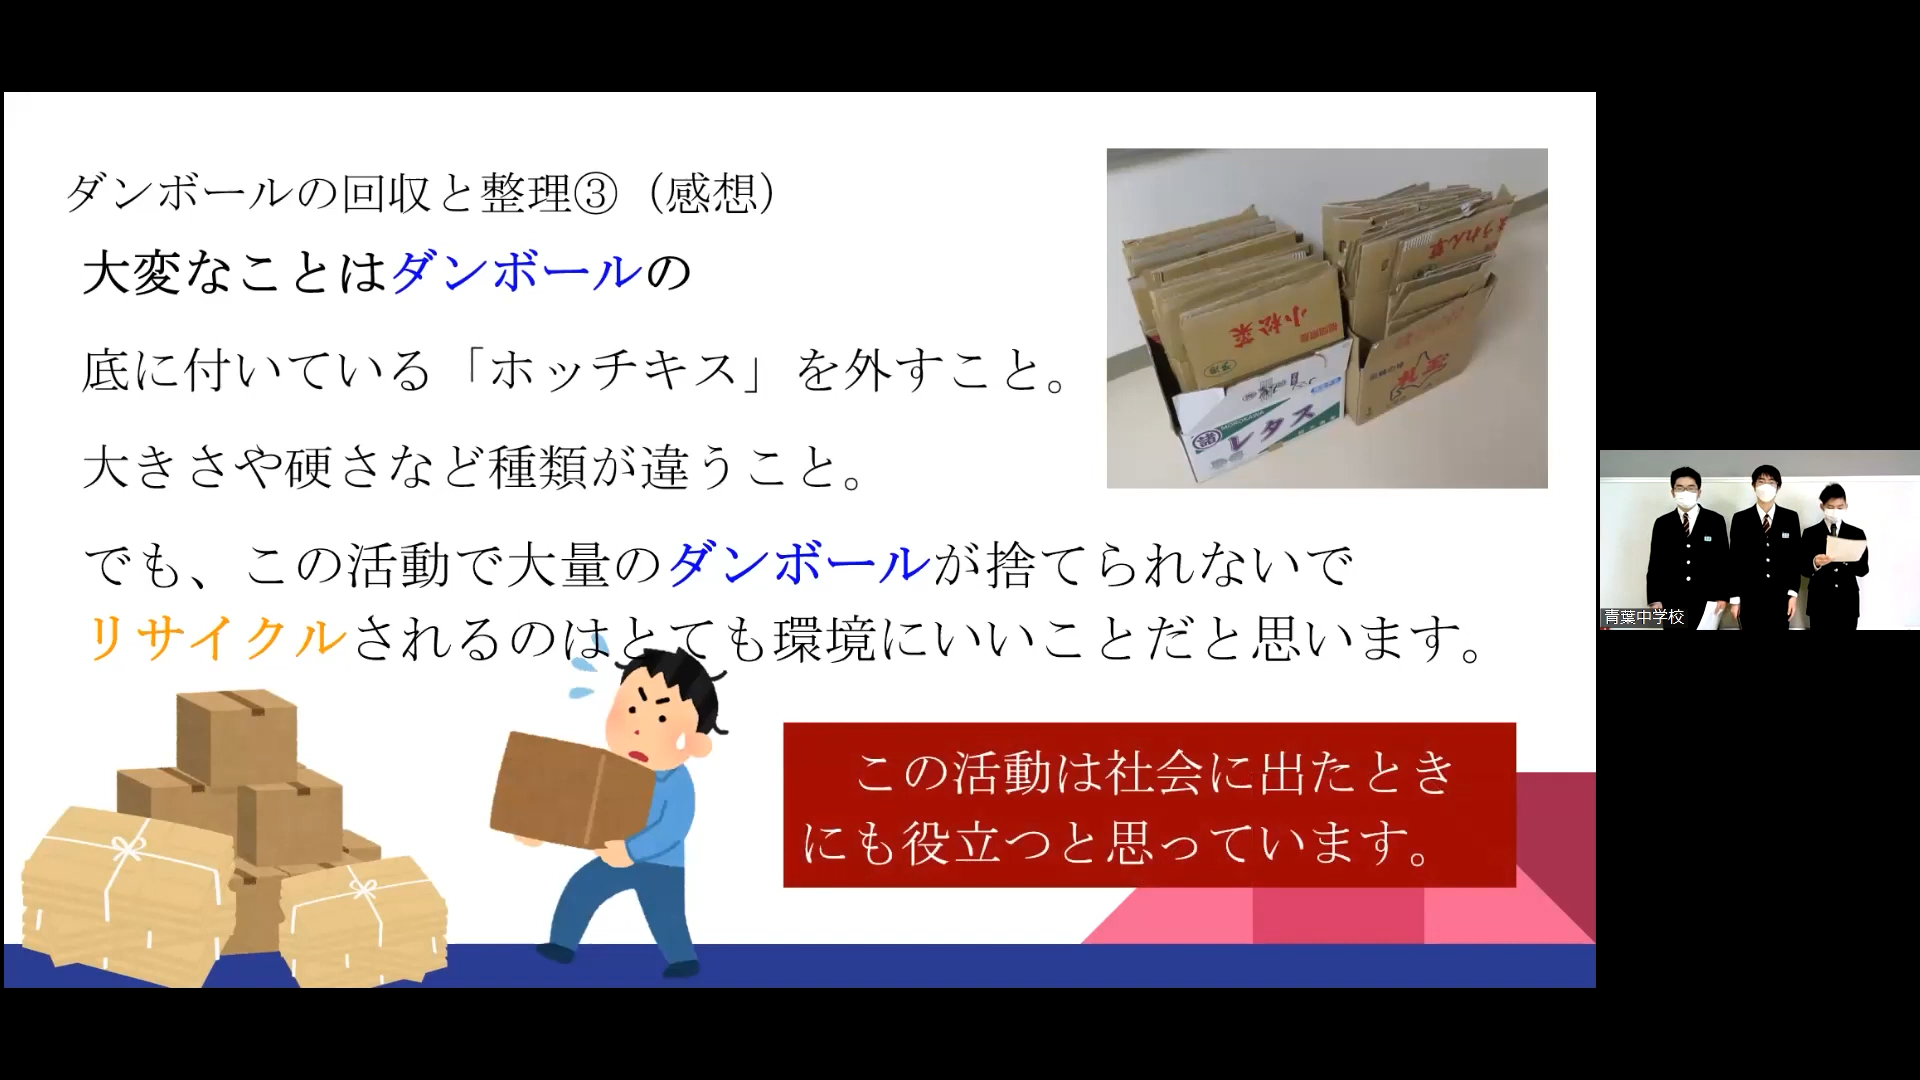 ダンボールの回収と整理③（感想）
大変なことはダンボールの
底に付いている「ホッチキス」を外すこと。
大きさや硬さなど種類が違うこと。
でも、この活動で大量のダンボールが捨てられないで
リサイクルされるのはとても環境にいいことだと思います。
この活動は社会に出たとき
にも役立つと思っています。
小松菜
レタス
青葉中学校